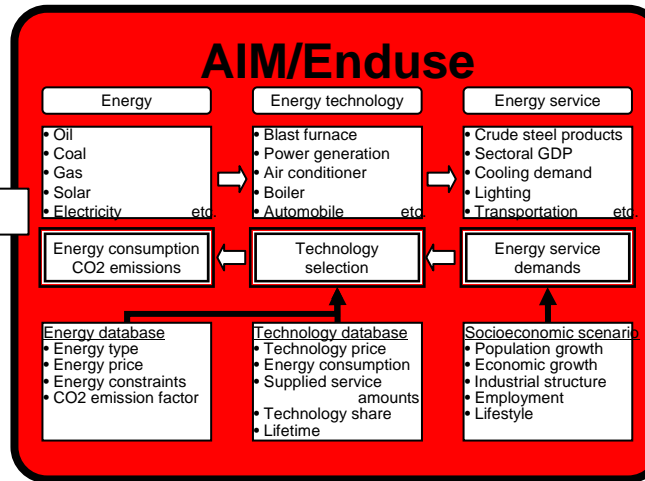 AIM/Enduse
Energy
Energy technology
Energy service
• Oil
• Coal
• Gas
• Solar
• Electricity etc.
• Blast furnace
• Power generation
• Air conditioner
• Boiler
• Automobile etc.
• Crude steel products
• Sectoral GDP
• Cooling demand
• Lighting
• Transportation etc.
Energy consumption
CO2 emissions
Technology
selection
Energy service
demands
Energy database
• Energy type
• Energy price
• Energy constraints
• CO2 emission factor
Technology database
• Technology price
• Energy consumption
• Supplied service
amounts
• Technology share
• Lifetime
Socioeconomic scenario
• Population growth
• Economic growth
• Industrial structure
• Employment
• Lifestyle